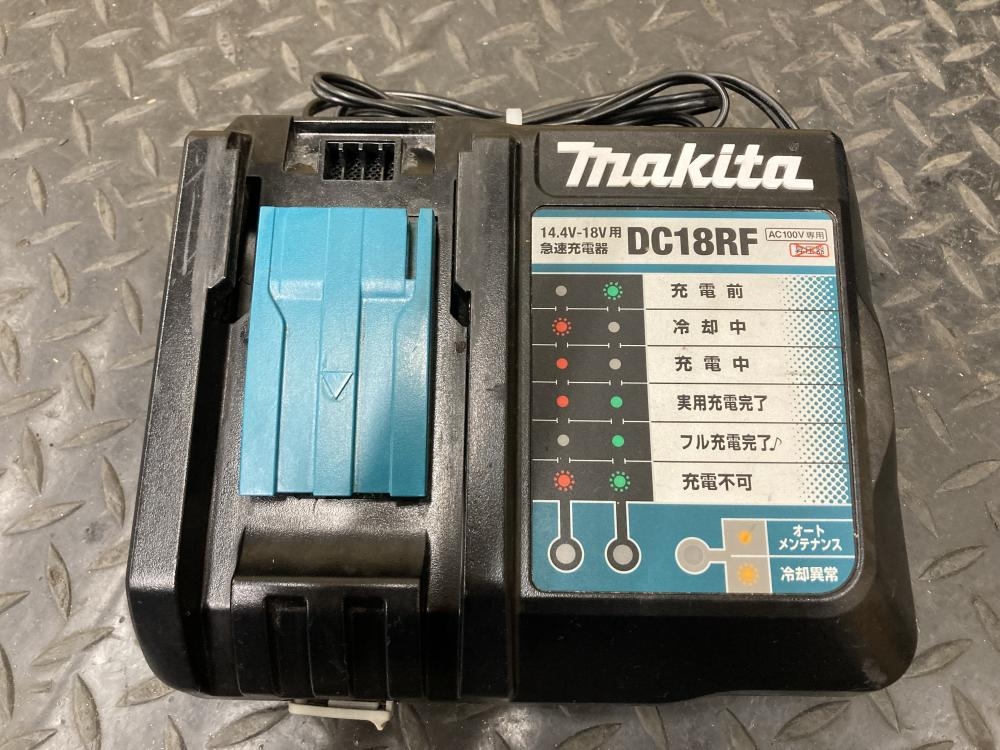 makita
14.4V-18V用
急速充電器
DC18RF
AC100V専用
充電前
冷却中
充電中
実用充電完了
フル充電完了♪
充電不可
オート
メンテナンス
冷却異常